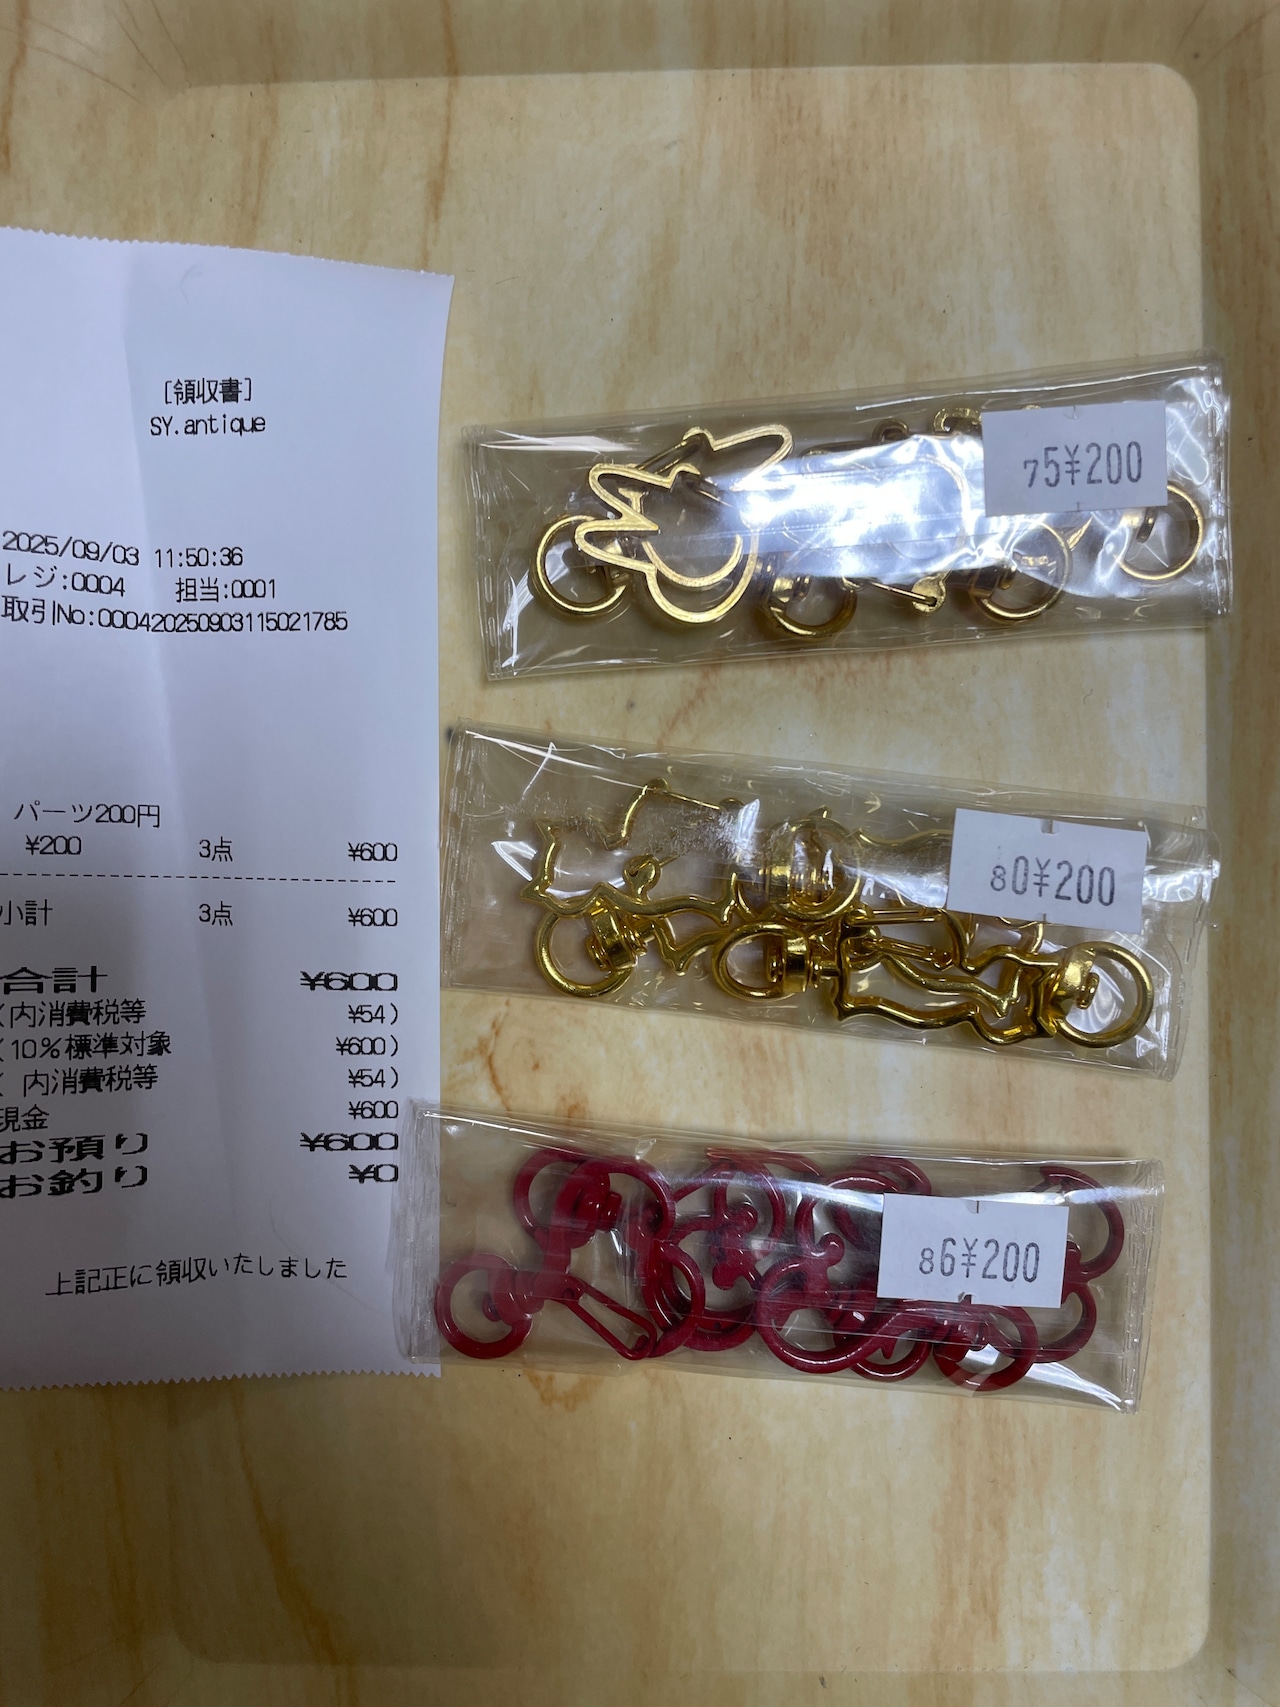 [領収書]
SY.antique
2025/09/03 11:50:36
レジ:0004 担当:0001
取引No:000420250903115021785
パーツ200円
¥200 3点 ¥600
小計 3点 ¥600
合計 ¥600
(内消費税等 ¥54)
(10%標準対象 ¥600)
( 内消費税等 ¥54)
現金 ¥600
お預り ¥600
お釣り ¥0
上記正に領収いたしました
75¥200
80¥200
86¥200